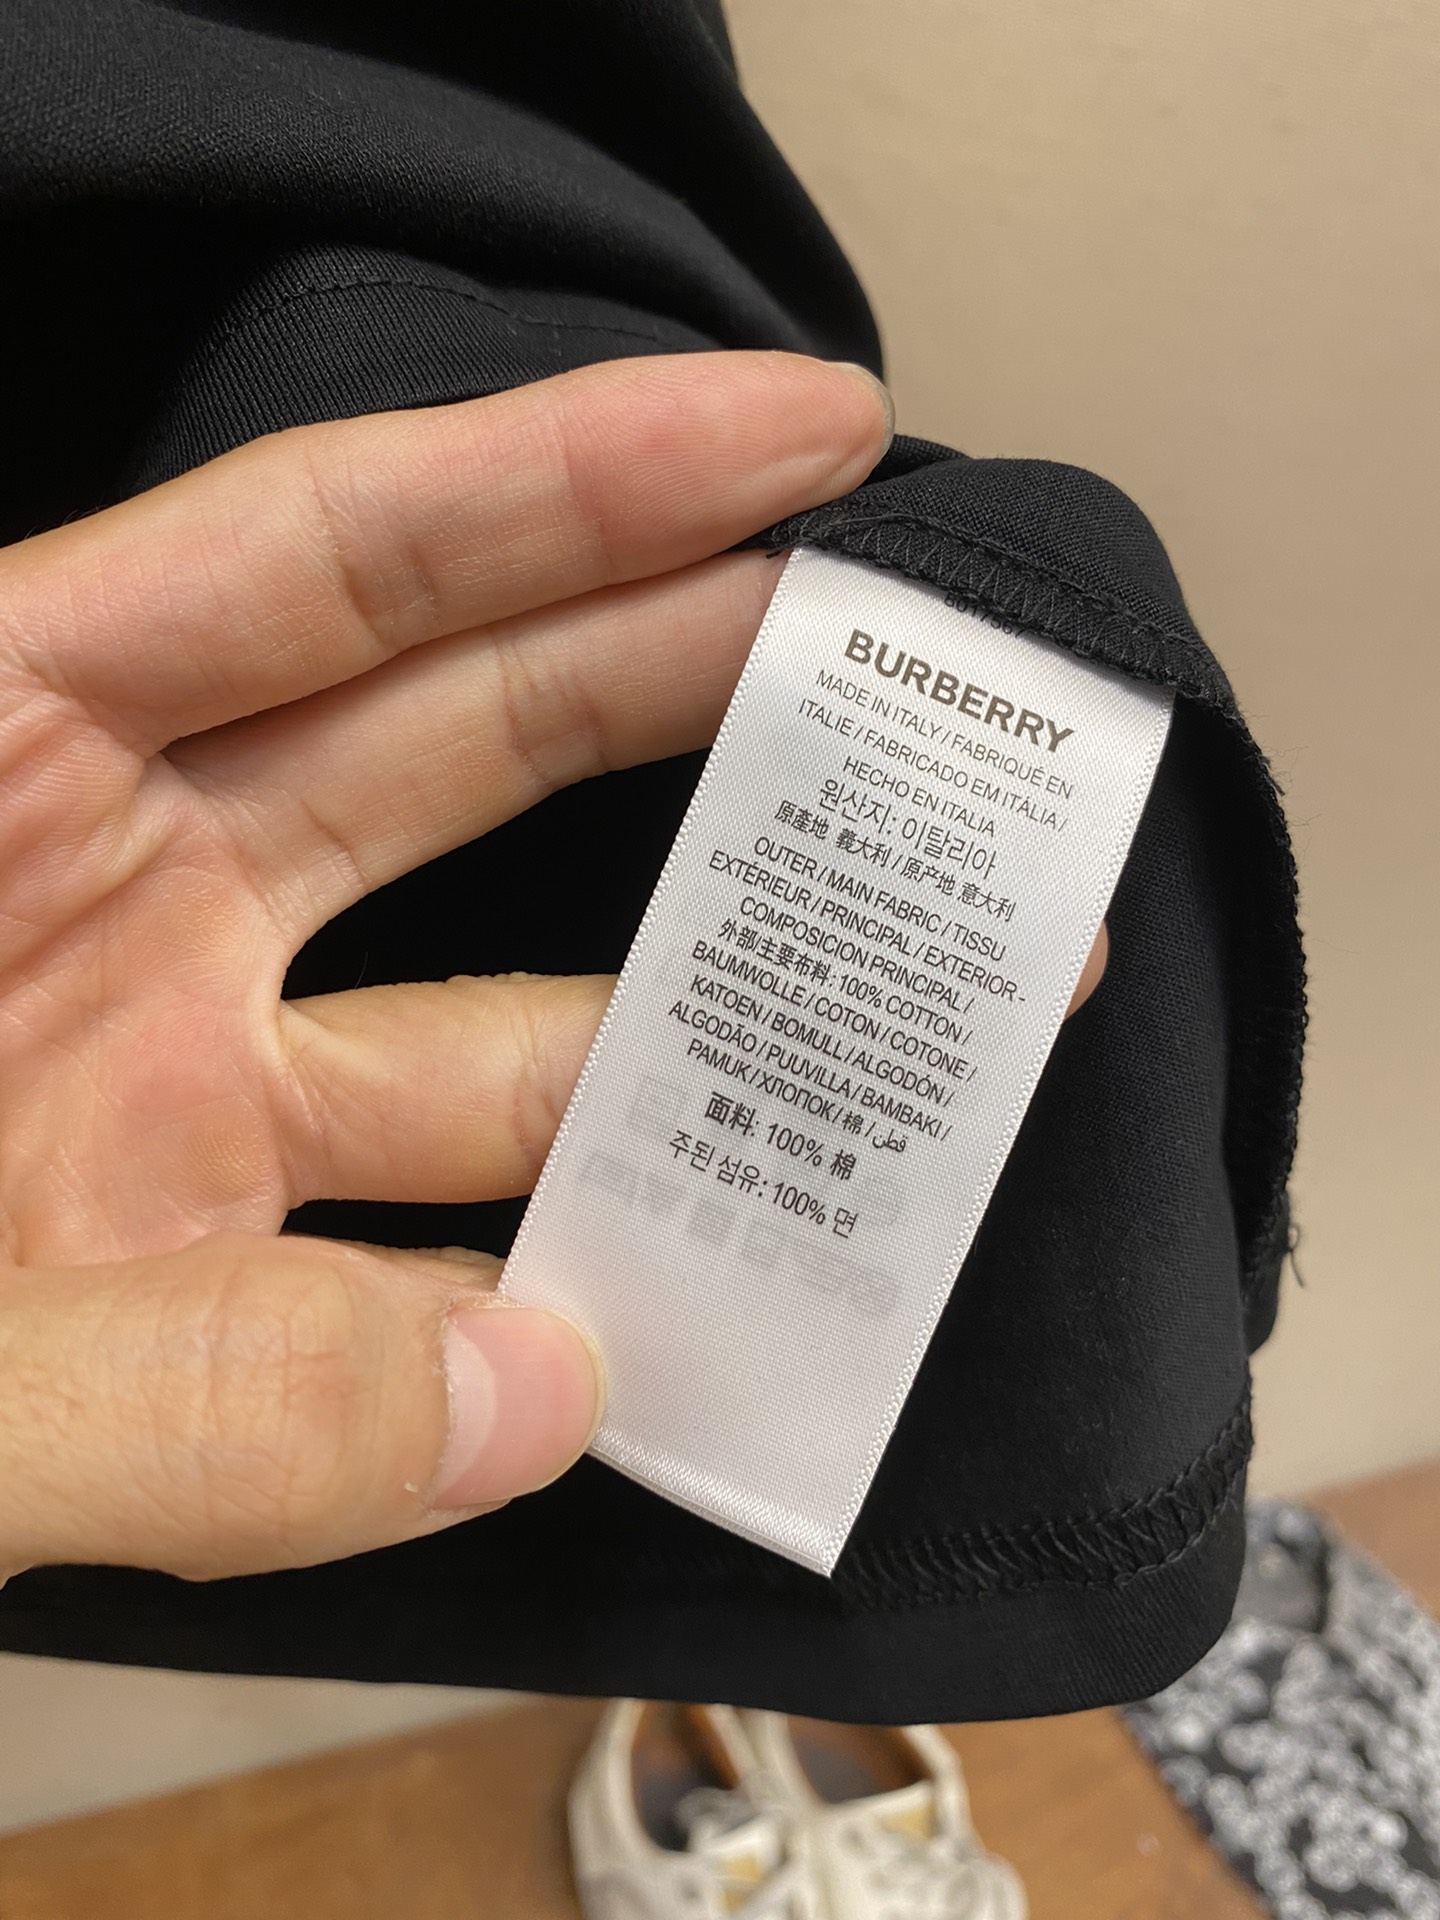 BURBERRY
MADE IN ITALY / FABRIQUÉ EN
ITALIE / FABRICADO EM ITALIA /
HECHO EN ITALIA
원산지: 이탈리아
原產地 義大利 / 原产地 意大利
OUTER / MAIN FABRIC / TISSU
EXTÉRIEUR / PRINCIPAL / EXTERIOR -
COMPOSICION PRINCIPAL /
外部/主要布料: 100% COTTON /
BAUMWOLLE / COTON / COTONE /
KATOEN / BOMULL / ALGODÓN /
ALGODÃO / PUUVILLA / BAMBAKI /
PAMUK / ХЛОПОК / 棉 / قطن
面料: 100% 棉
주된 섬유: 100% 면